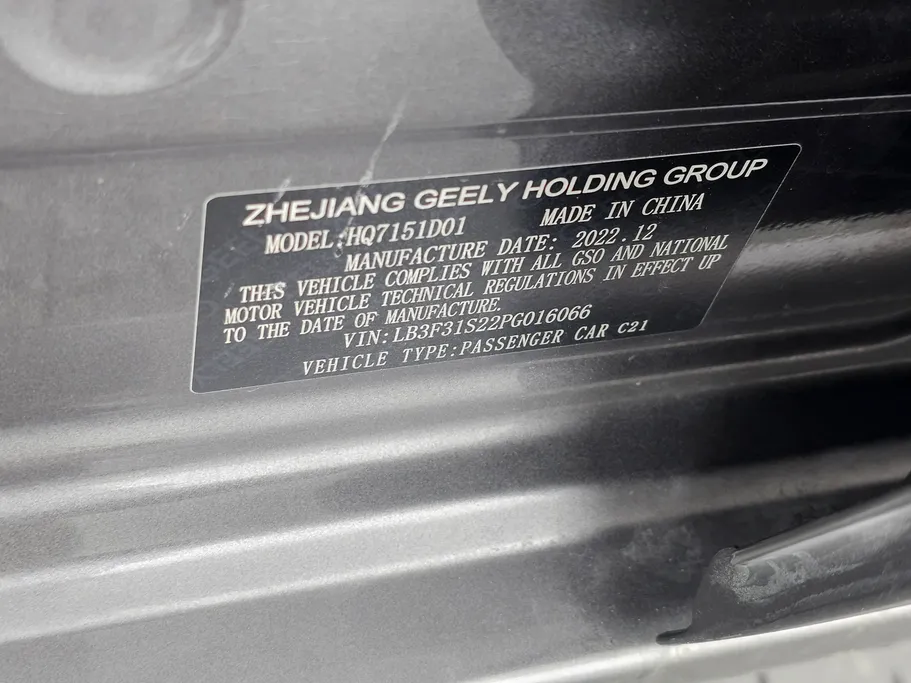 ZHEJIANG GEELY HOLDING GROUP
MODEL:HQ7151D01 MADE IN CHINA
MANUFACTURE DATE: 2022.12
THIS VEHICLE COMPLIES WITH ALL GSO AND NATIONAL
MOTOR VEHICLE TECHNICAL REGULATIONS IN EFFECT UP
TO THE DATE OF MANUFACTURE.
VIN:LB3F31S22PG016066
VEHICLE TYPE:PASSENGER CAR C21